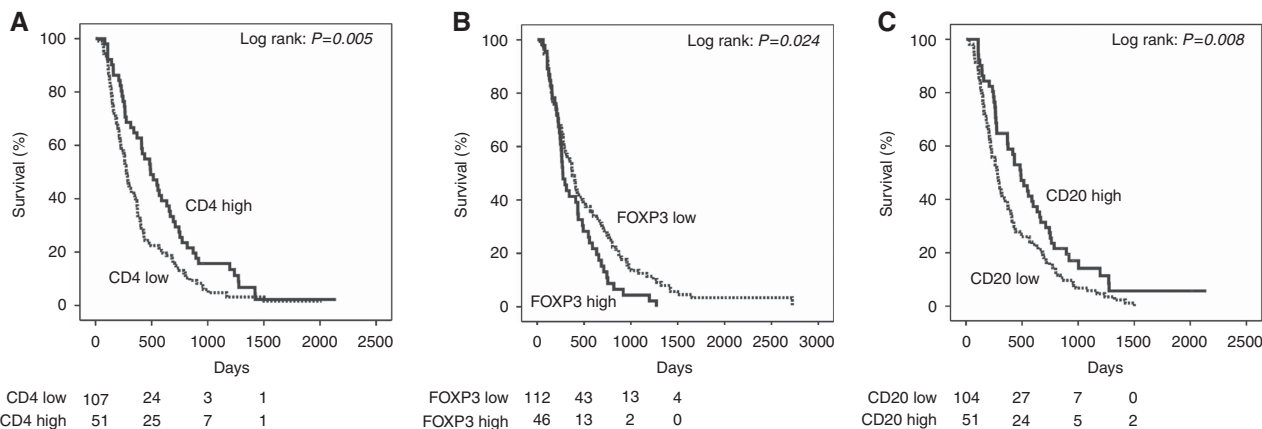 A
Log rank: P=0.005
100
80
60
40
20
0
Survival (%)
CD4 high
CD4 low
0 500 1000 1500 2000 2500
Days
CD4 low 107 24 3 1
CD4 high 51 25 7 1
B
Log rank: P=0.024
100
80
60
40
20
0
Survival (%)
FOXP3 low
FOXP3 high
0 500 1000 1500 2000 2500 3000
Days
FOXP3 low 112 43 13 4
FOXP3 high 46 13 2 0
C
Log rank: P=0.008
100
80
60
40
20
0
Survival (%)
CD20 high
CD20 low
0 500 1000 1500 2000 2500
Days
CD20 low 104 27 7 0
CD20 high 51 24 5 2